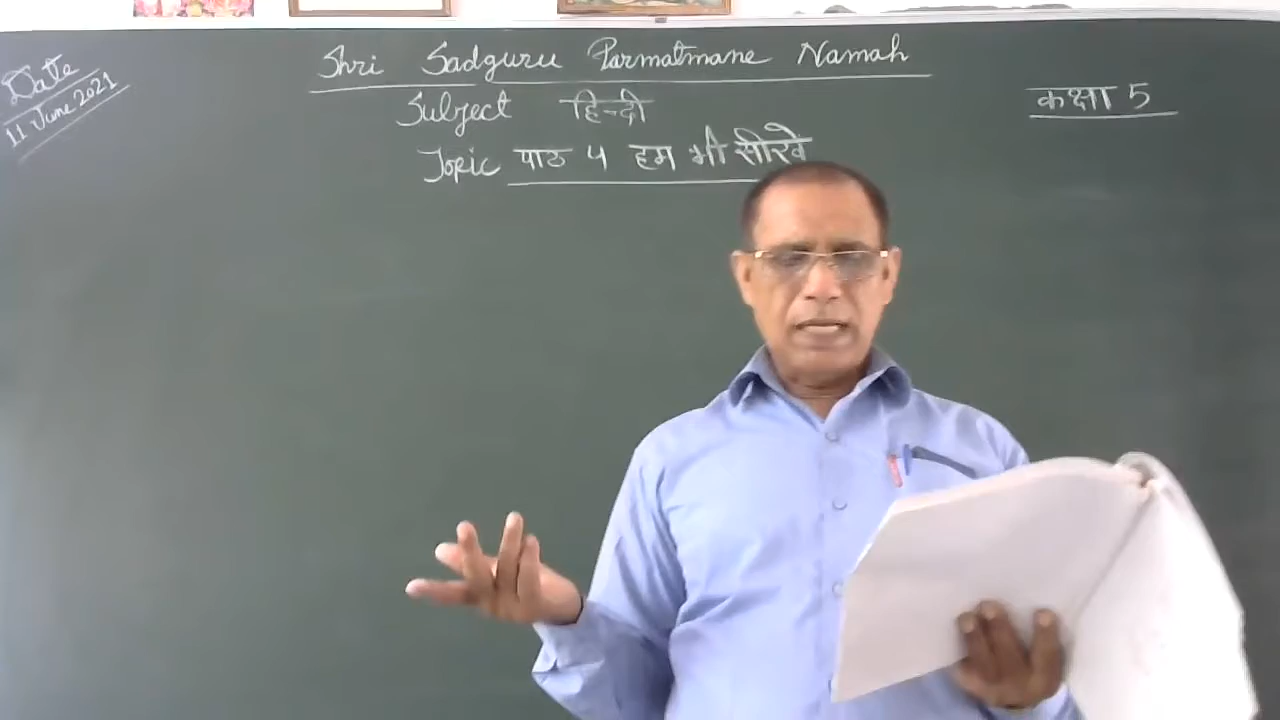 Date
11 June 2021
Shri Sadguru Parmatmane Namah
Subject हिन्दी
कक्षा 5
Topic पाठ 4 हम भी सीखे